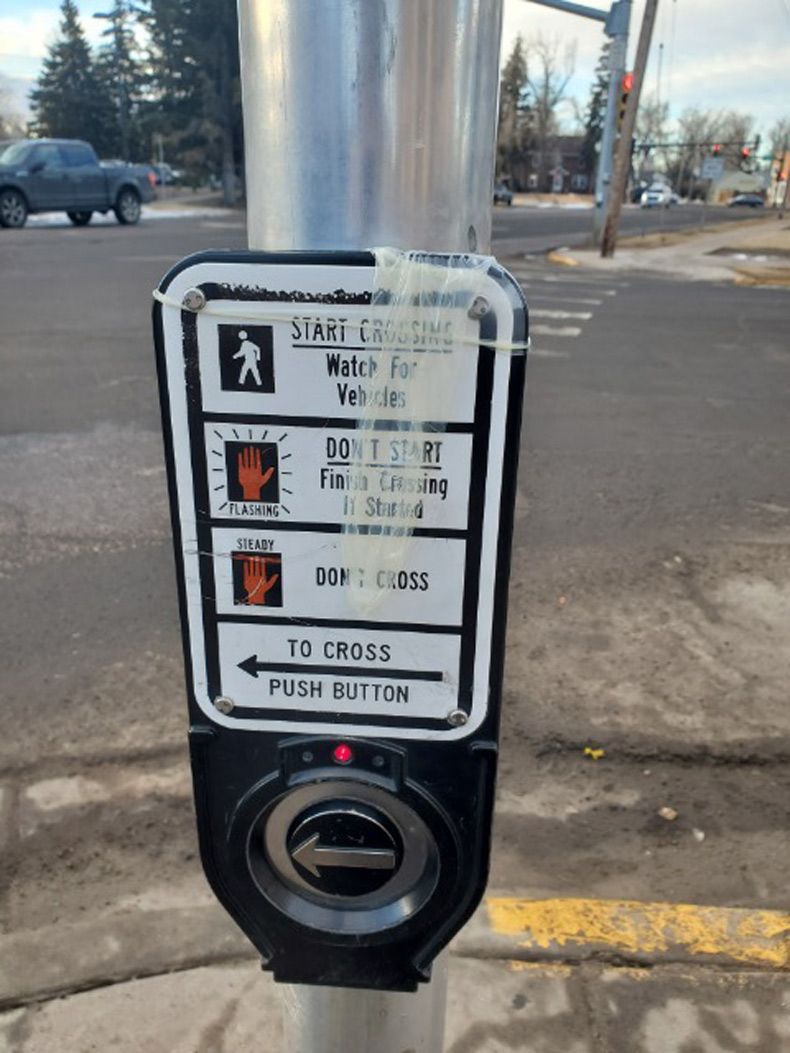 START CROSSING
Watch For
Vehicles
DON'T START
Finish Crossing
If Started
FLASHING
STEADY
DON'T CROSS
TO CROSS
PUSH BUTTON